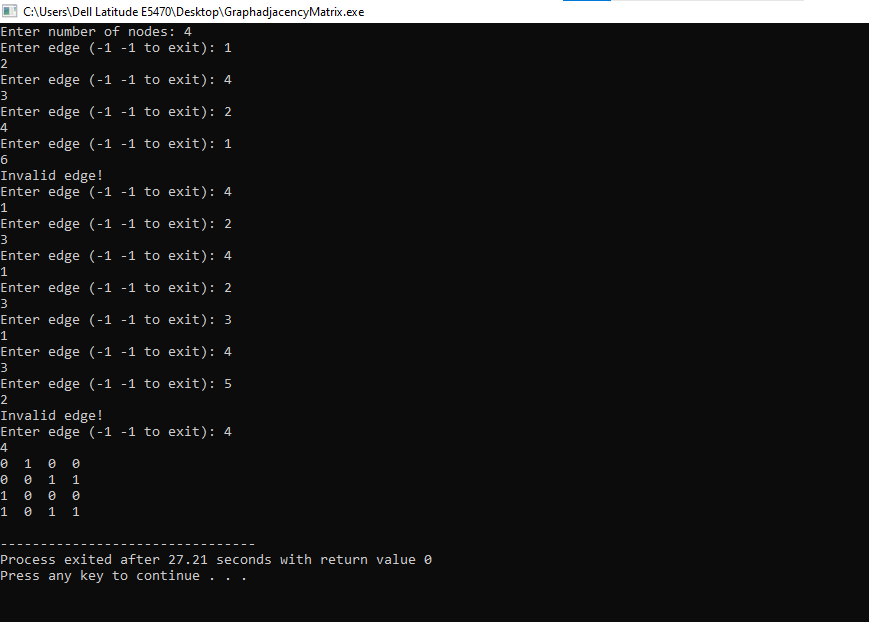 C:\Users\Dell Latitude E5470\Desktop\GraphadjacencyMatrix.exe
Enter number of nodes: 4
Enter edge (-1 -1 to exit): 1
2
Enter edge (-1 -1 to exit): 4
3
Enter edge (-1 -1 to exit): 2
4
Enter edge (-1 -1 to exit): 1
6
Invalid edge!
Enter edge (-1 -1 to exit): 4
1
Enter edge (-1 -1 to exit): 2
3
Enter edge (-1 -1 to exit): 4
1
Enter edge (-1 -1 to exit): 2
3
Enter edge (-1 -1 to exit): 3
1
Enter edge (-1 -1 to exit): 4
3
Enter edge (-1 -1 to exit): 5
2
Invalid edge!
Enter edge (-1 -1 to exit): 4
4
0  1  0  0
0  0  1  1
1  0  0  0
1  0  1  1

--------------------------------
Process exited after 27.21 seconds with return value 0
Press any key to continue . . .